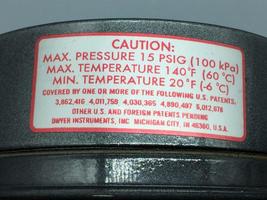 CAUTION:
MAX. PRESSURE 15 PSIG (100 kPa)
MAX. TEMPERATURE 140°F (60 °C)
MIN. TEMPERATURE 20°F (-6 °C)
COVERED BY ONE OR MORE OF THE FOLLOWING U.S. PATENTS.
3,862,416 4,011,759 4,030,365 4,890,497 5,012,678
OTHER U.S. AND FOREIGN PATENTS PENDING
DWYER INSTRUMENTS, INC MICHIGAN CITY, IN 46360, U.S.A.